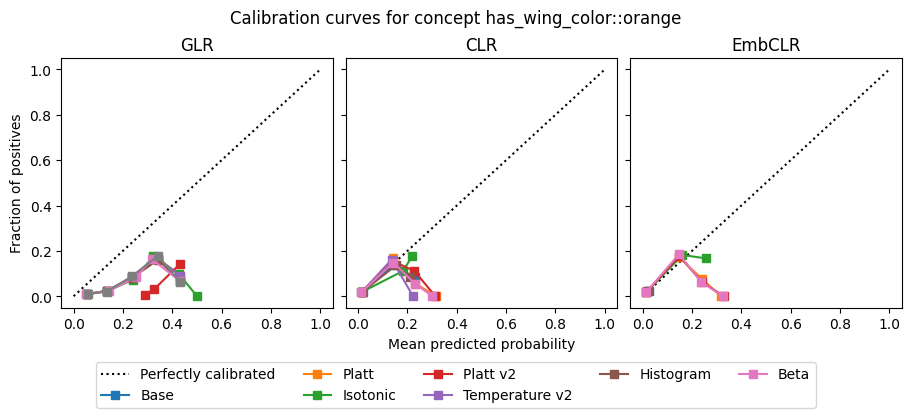 Calibration curves for concept has_wing_color::orange
GLR
CLR
EmbCLR
Fraction of positives
1.0
0.8
0.6
0.4
0.2
0.0
0.0 0.2 0.4 0.6 0.8 1.0
0.0 0.2 0.4 0.6 0.8 1.0
0.0 0.2 0.4 0.6 0.8 1.0
Mean predicted probability
Perfectly calibrated
Base
Platt
Isotonic
Platt v2
Temperature v2
Histogram
Beta